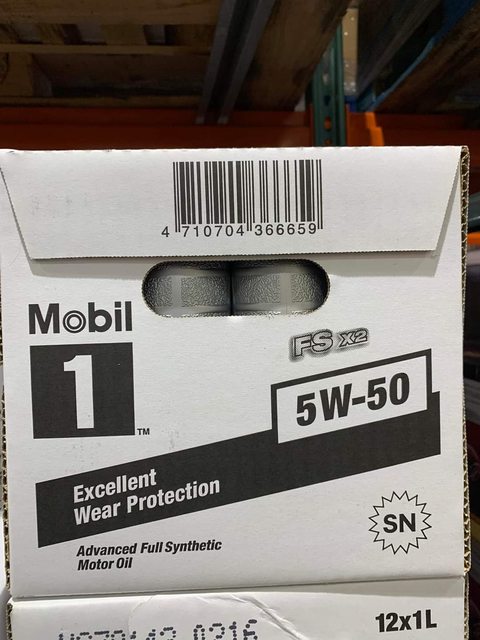 4 710704 366659
Mobil
1
TM
FS x2
5W-50
Excellent
Wear Protection
SN
Advanced Full Synthetic
Motor Oil
0216
12x1L